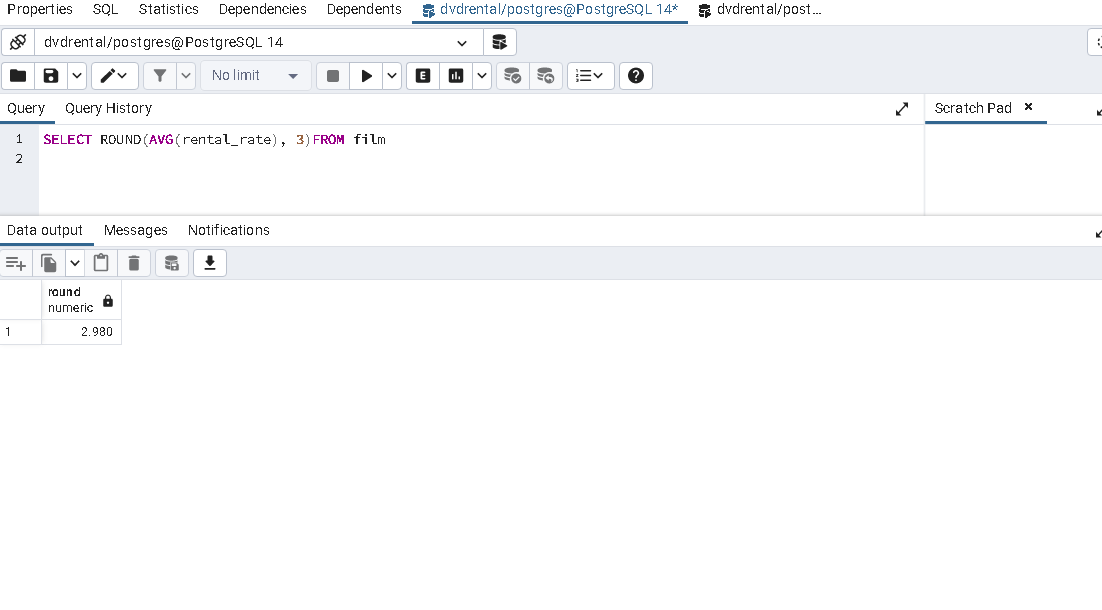 Properties SQL Statistics Dependencies Dependents dvdrental/postgres@PostgreSQL 14* dvdrental/post...
dvdrental/postgres@PostgreSQL 14
No limit E ?
Query Query History Scratch Pad ×
1 SELECT ROUND(AVG(rental_rate), 3)FROM film
2
Data output Messages Notifications
round
numeric
1 2.980